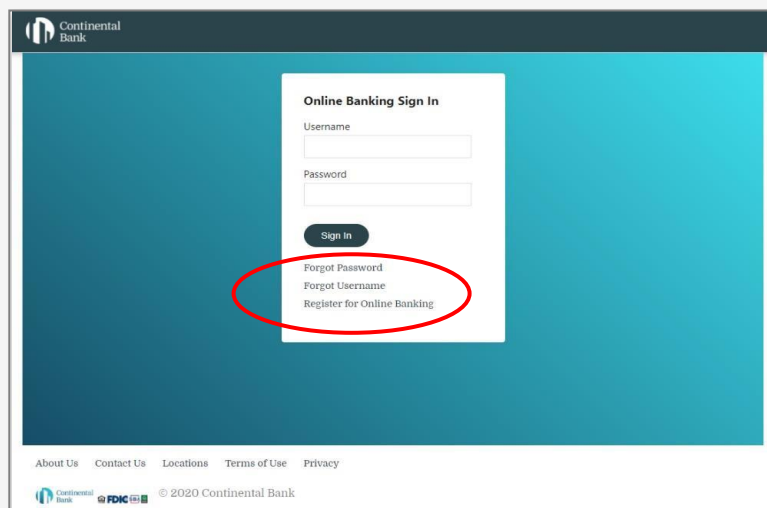 Continental
Bank
Online Banking Sign In
Username
Password
Sign In
Forgot Password
Forgot Username
Register for Online Banking
About Us Contact Us Locations Terms of Use Privacy
Continental
Bank
FDIC
© 2020 Continental Bank